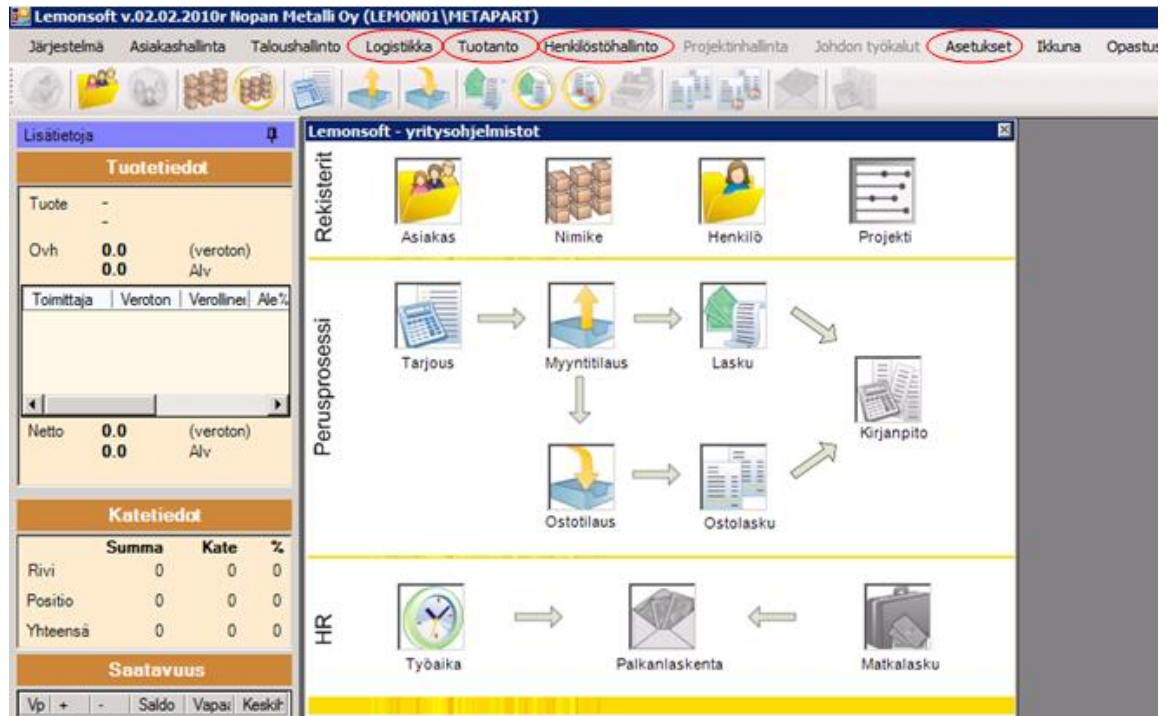 Lemonsoft v.02.02.2010r Nopan Metalli Oy (LEMON01\METAPART)
Järjestelmä Asiakashallinta Taloushallinto Logistiikka Tuotanto Henkilöstöhallinto Projektinhallinta Johdon työkalut Asetukset Ikkuna Opastus
Lisätietoja
Tuotetiedot
Tuote -
-
Ovh 0.0 (veroton)
0.0 Alv
Toimittaja Veroton Verolliner Ale%
Netto 0.0 (veroton)
0.0 Alv
Katetiedot
Summa Kate %
Rivi 0 0 0
Positio 0 0 0
Yhteensä 0 0 0
Saatavuus
Vp + - Saldo Vapa Keskih
Lemonsoft - yritysohjelmistot
Rekisterit
Asiakas Nimike Henkilö Projekti
Perusprosessi
Tarjous Myyntitilaus Lasku
Kirjanpito
Ostotilaus Ostolasku
HR
Työaika Palkanlaskenta Matkalasku